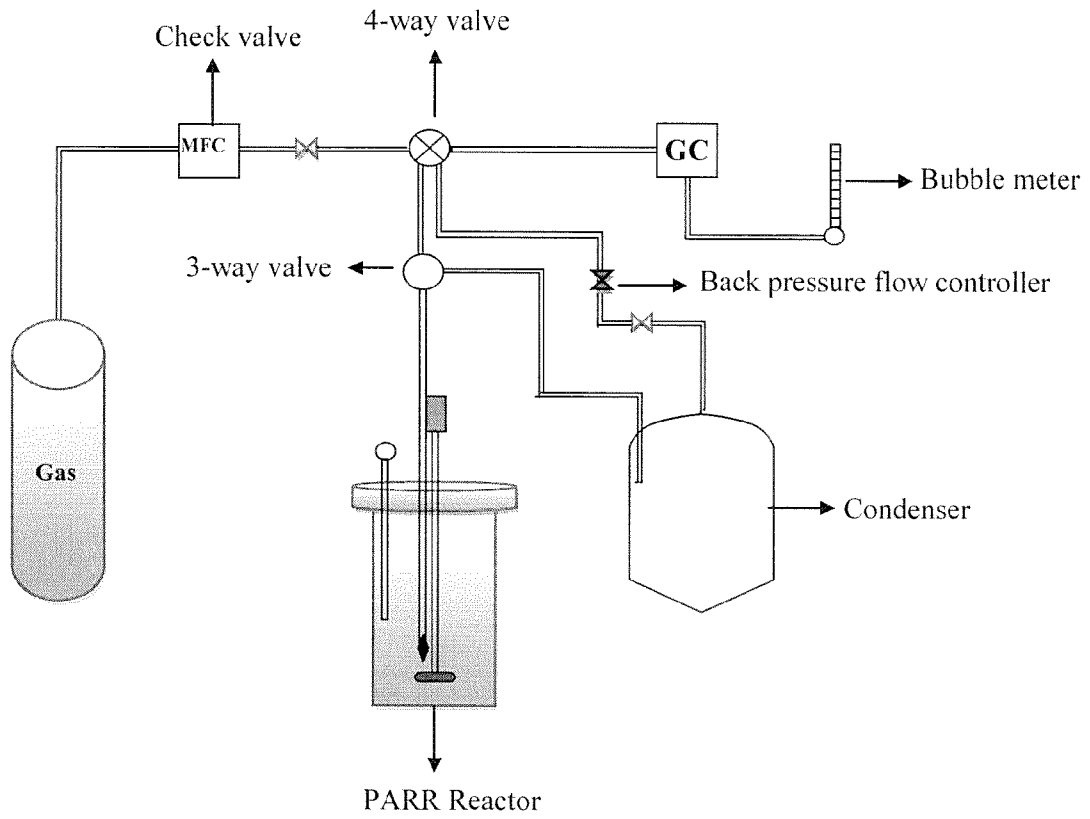 4-way valve
Check valve
MFC
GC
Bubble meter
3-way valve
Back pressure flow controller
Gas
Condenser
PARR Reactor